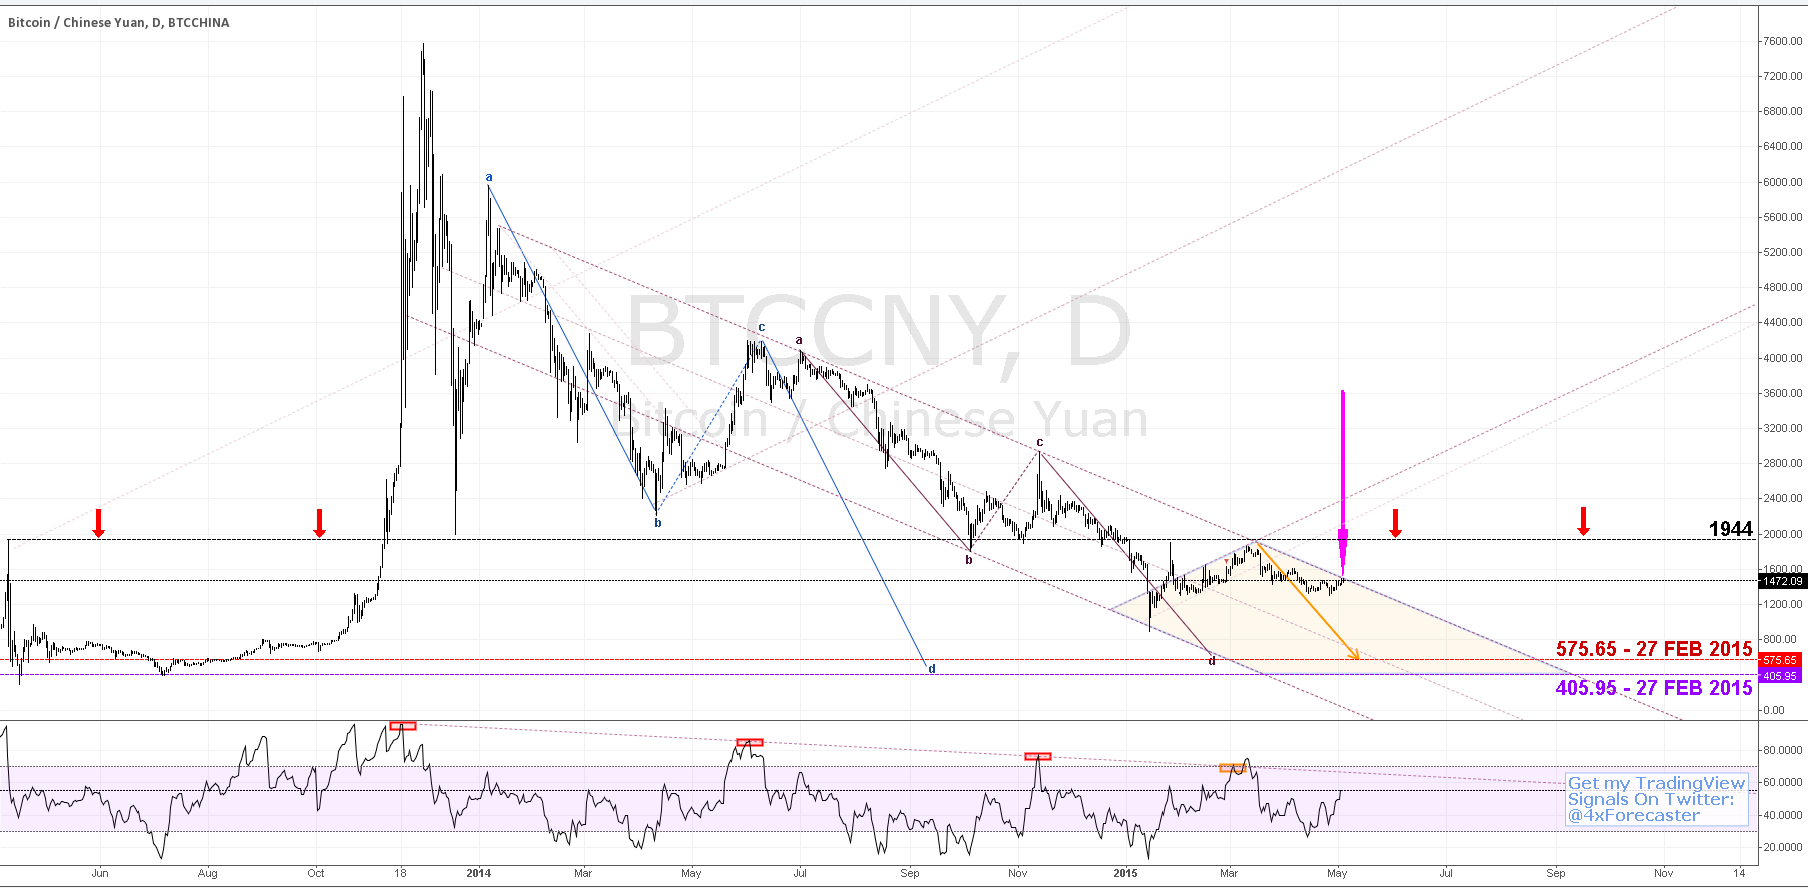 Bitcoin / Chinese Yuan, D, BTCCHINA
7600.00
7200.00
6800.00
6400.00
a
6000.00
5600.00
5200.00
4800.00
BTCCNY, D
c
4400.00
a
4000.00
3600.00
Bitcoin / Chinese Yuan
3200.00
c
2800.00
2400.00
b
1944
2000.00
b
1600.00
1472.09
1200.00
800.00
575.65 - 27 FEB 2015
575.65
d
d
405.95
405.95 - 27 FEB 2015
0.00
80.0000
60.0000
Get my TradingView
Signals On Twitter:
@4xForecaster
40.0000
20.0000
Jun Aug Oct 18 2014 Mar May Jul Sep Nov 2015 Mar May Jul Sep Nov 14